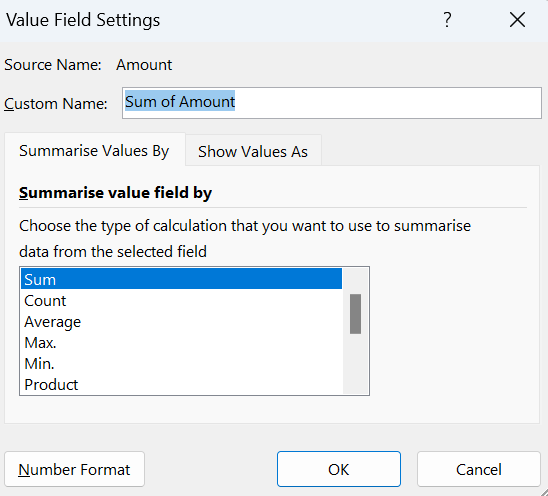 Value Field Settings ?
Source Name: Amount
Custom Name: Sum of Amount
Summarise Values By Show Values As
Summarise value field by
Choose the type of calculation that you want to use to summarise
data from the selected field
Sum
Count
Average
Max.
Min.
Product
Number Format OK Cancel